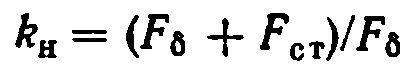 kн = (Fδ + Fст)/Fδ